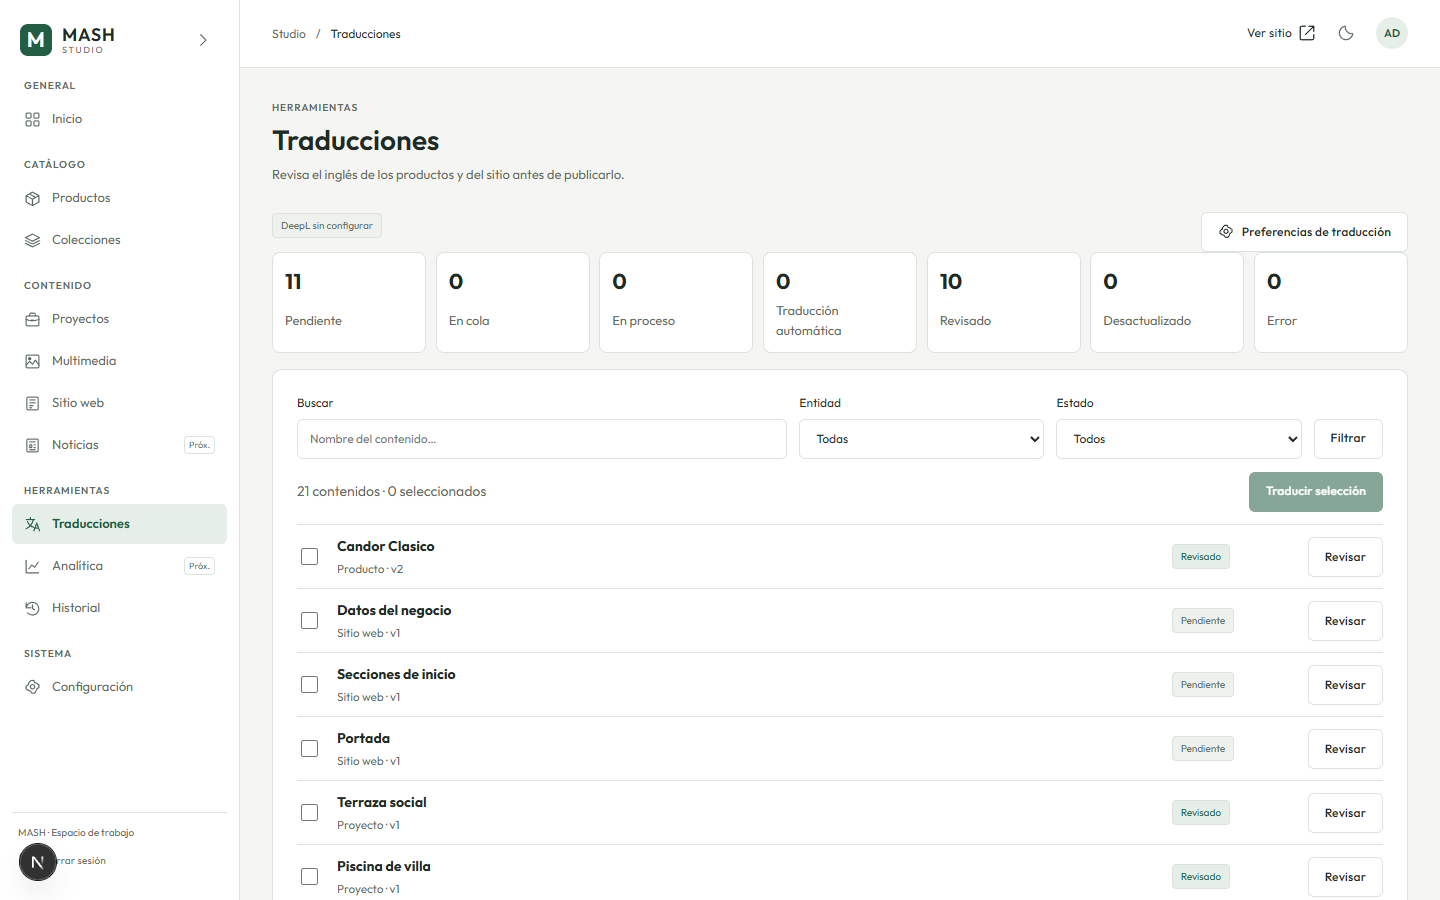 M
MASH
STUDIO
GENERAL
Inicio
CATÁLOGO
Productos
Colecciones
CONTENIDO
Proyectos
Multimedia
Sitio web
Noticias
Próx.
HERRAMIENTAS
Traducciones
Analítica
Próx.
Historial
SISTEMA
Configuración
MASH · Espacio de trabajo
N
rrar sesión
Studio / Traducciones
Ver sitio
AD
HERRAMIENTAS
Traducciones
Revisa el inglés de los productos y del sitio antes de publicarlo.
DeepL sin configurar
Preferencias de traducción
11
Pendiente
0
En cola
0
En proceso
0
Traducción
automática
10
Revisado
0
Desactualizado
0
Error
Buscar
Nombre del contenido...
Entidad
Todas
Estado
Todos
Filtrar
21 contenidos · 0 seleccionados
Traducir selección
Candor Clasico
Producto · v2
Revisado
Revisar
Datos del negocio
Sitio web · v1
Pendiente
Revisar
Secciones de inicio
Sitio web · v1
Pendiente
Revisar
Portada
Sitio web · v1
Pendiente
Revisar
Terraza social
Proyecto · v1
Revisado
Revisar
Piscina de villa
Proyecto · v1
Revisado
Revisar